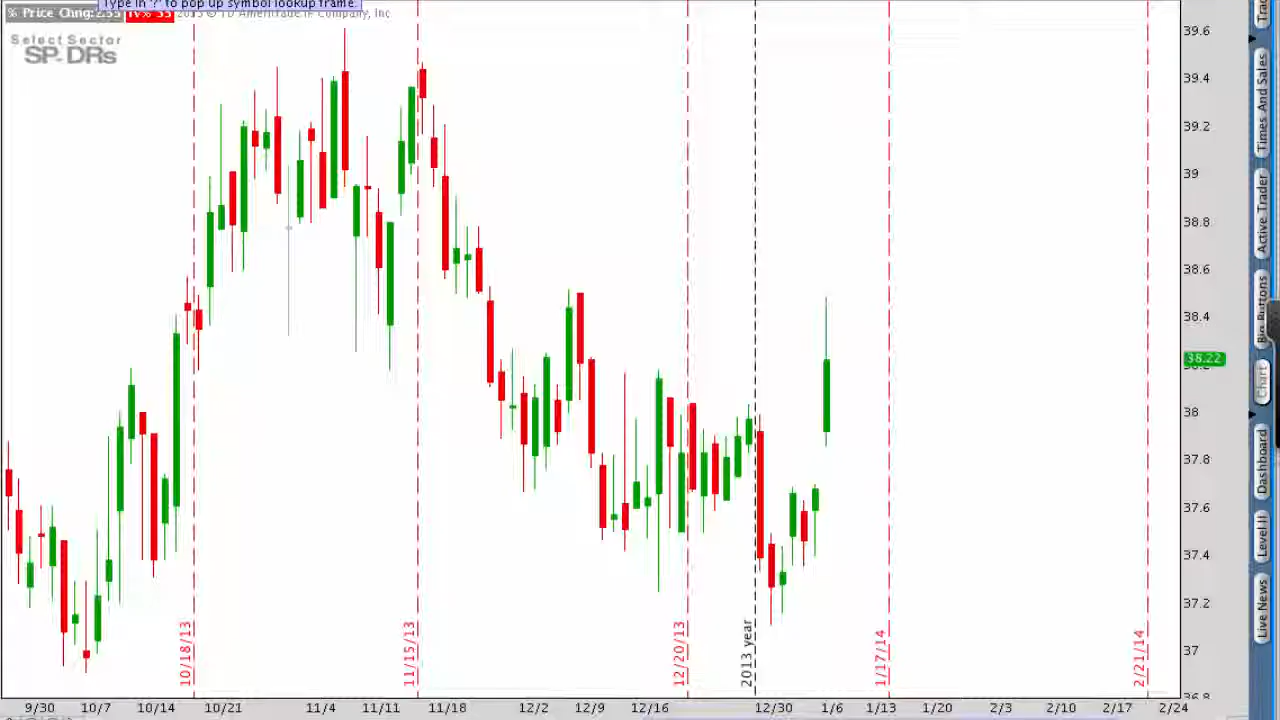 Type in '?' to pop up symbol lookup frame.
% Price Chng: 2.55 IV% 55 2013 © TD Ameritrade IP Company, Inc.
Select Sector
SPDRs
39.6
39.4
39.2
39
38.8
38.6
38.4
38.22
38
37.8
37.6
37.4
37.2
37
36.8
10/18/13
11/15/13
12/20/13
2013 year
1/17/14
2/21/14
9/30 10/7 10/14 10/21 11/4 11/11 11/18 12/2 12/9 12/16 12/30 1/6 1/13 1/20 2/3 2/10 2/17 2/24
Times And Sales
Active Trader
Big Buttons
Chart
Dashboard
Level II
Live News